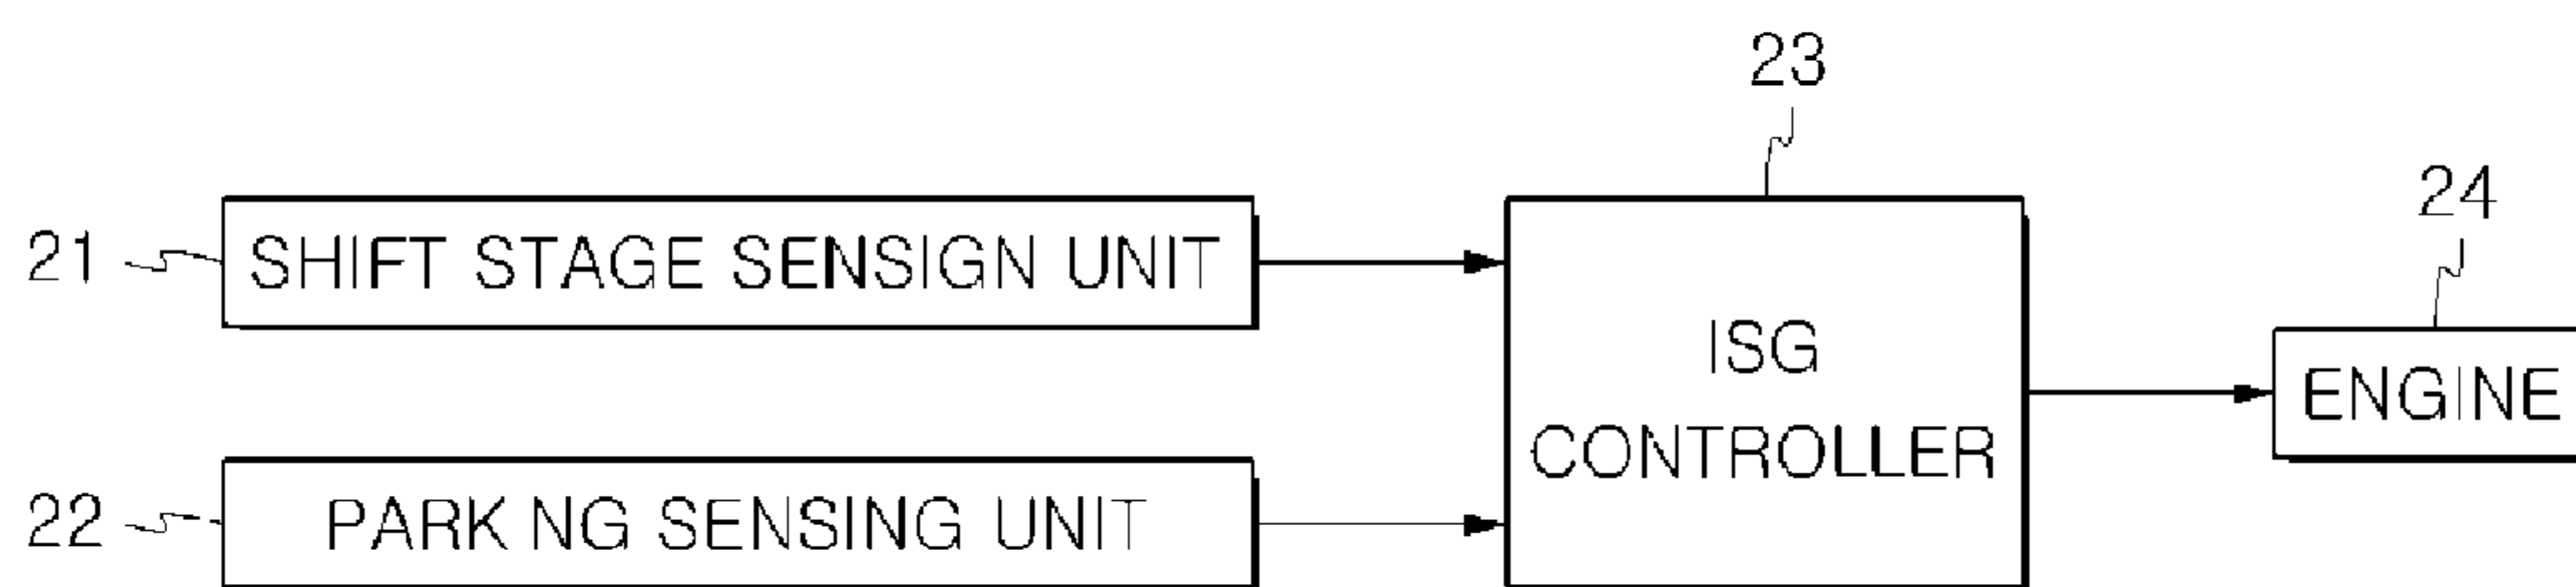 23
24
21 SHIFT STAGE SENSIGN UNIT
ISG
CONTROLLER
ENGINE
22 PARK NG SENSING UNIT